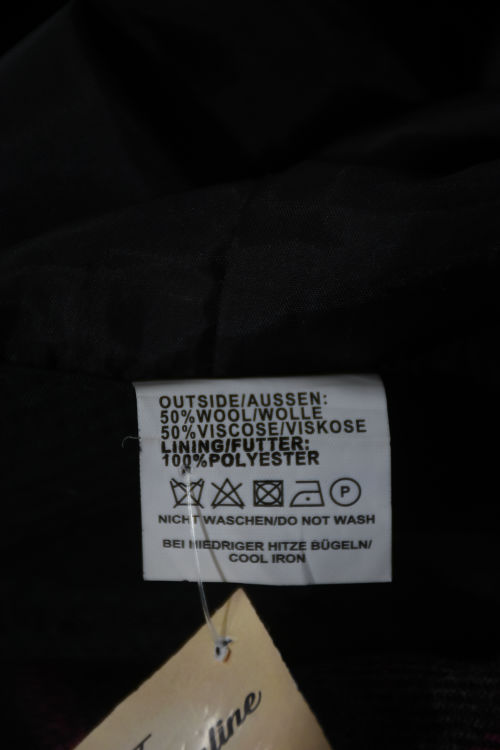 OUTSIDE/AUSSEN:
50%WOOL/WOLLE
50%VISCOSE/VISKOSE
LINING/FUTTER:
100%POLYESTER
P
NICHT WASCHEN/DO NOT WASH
BEI NIEDRIGER HITZE BÜGELN/
COOL IRON